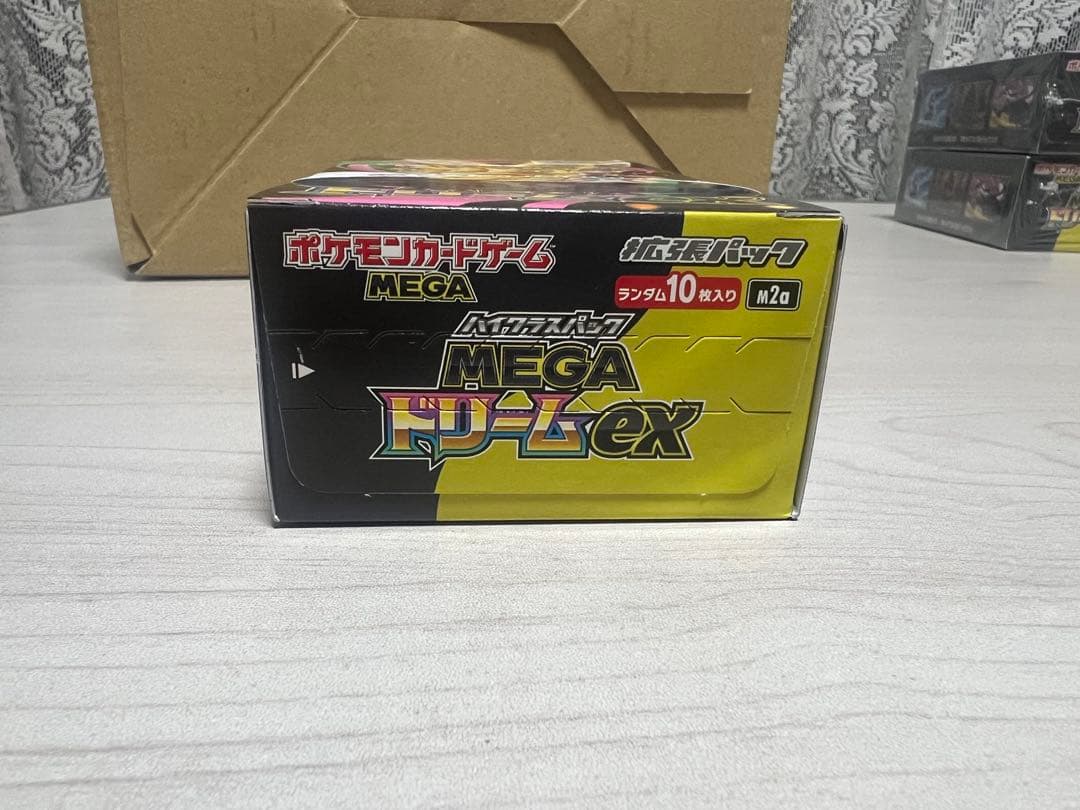 ポケモンカードゲーム
MEGA
拡張パック
ランダム10枚入り
M2a
ハイクラスパック
MEGA
ドリームex